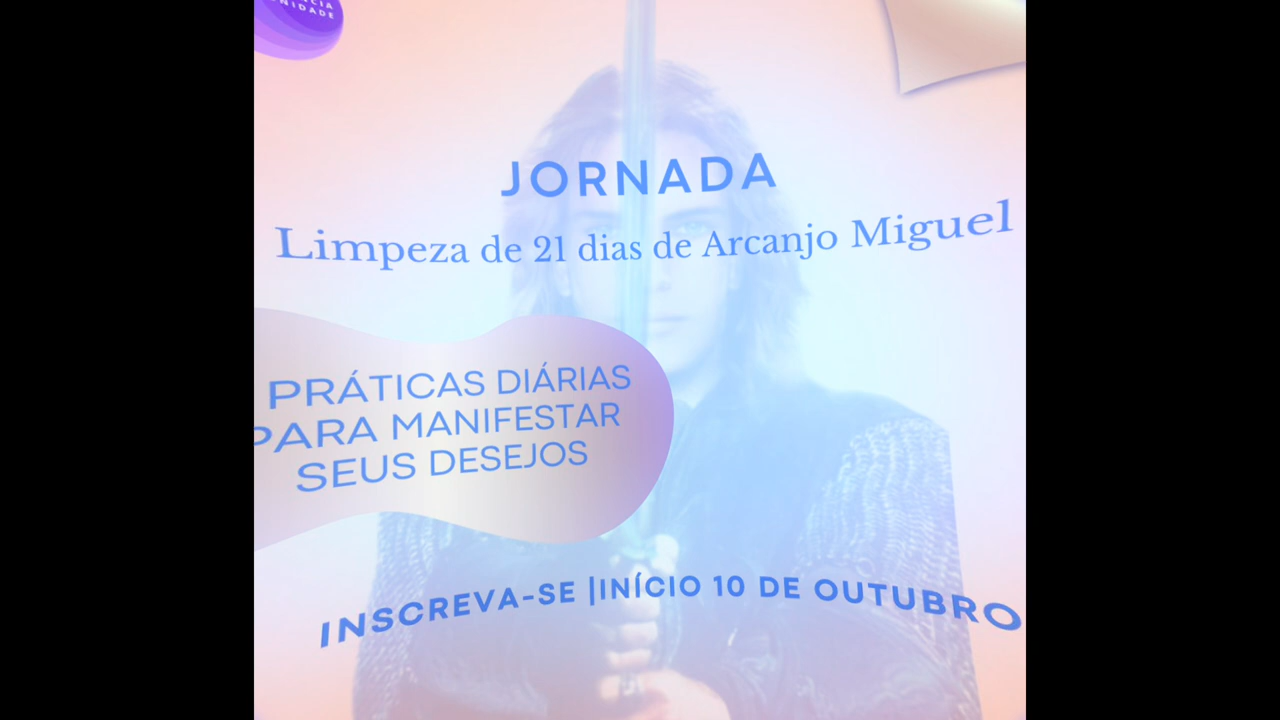 UNIDADE
JORNADA
Limpeza de 21 dias de Arcanjo Miguel
PRÁTICAS DIÁRIAS
PARA MANIFESTAR
SEUS DESEJOS
INSCREVA-SE |INÍCIO 10 DE OUTUBRO